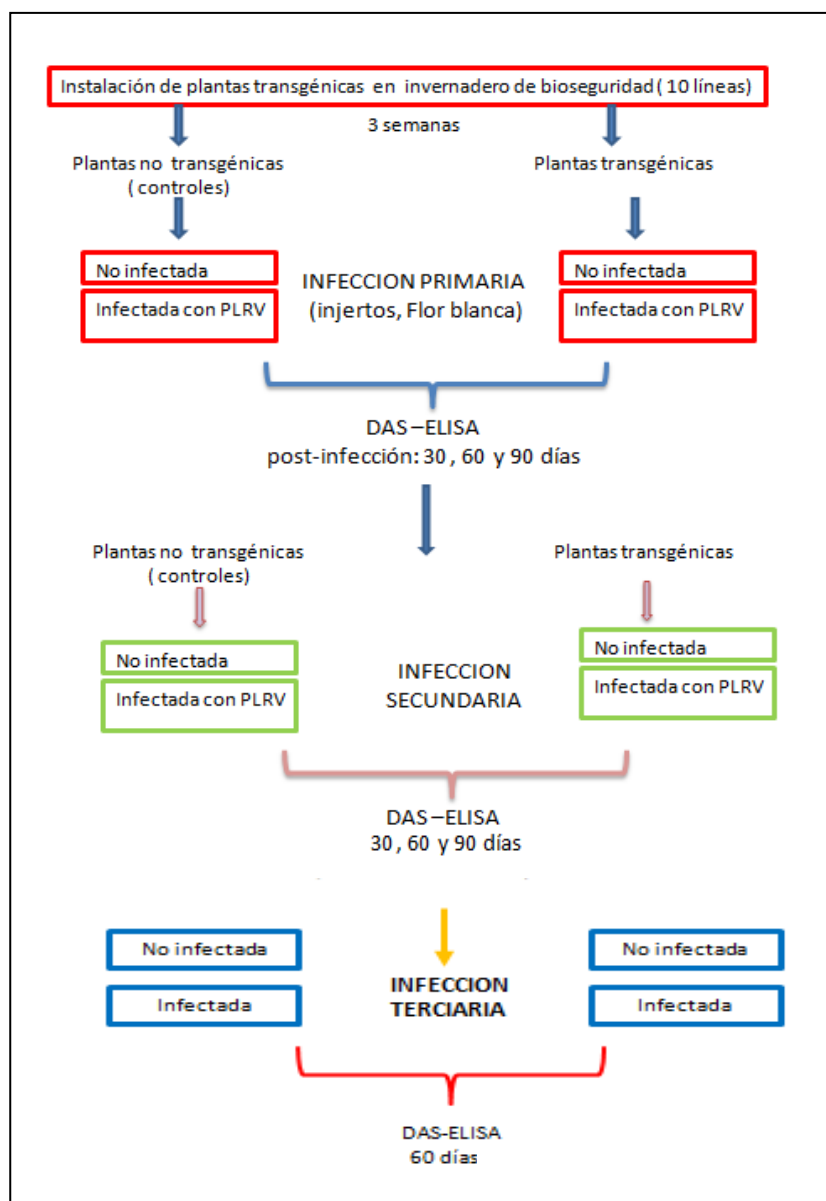 Instalación de plantas transgénicas en invernadero de bioseguridad ( 10 líneas)
3 semanas
Plantas no transgénicas
( controles)
Plantas transgénicas
No infectada
Infectada con PLRV
INFECCION PRIMARIA
(injertos, Flor blanca)
No infectada
Infectada con PLRV
DAS –ELISA
post-infección: 30 , 60 y 90 días
Plantas no transgénicas
( controles)
Plantas transgénicas
No infectada
Infectada con PLRV
INFECCION
SECUNDARIA
No infectada
Infectada con PLRV
DAS –ELISA
30 , 60 y 90 días
No infectada
Infectada
INFECCION
TERCIARIA
No infectada
Infectada
DAS-ELISA
60 días